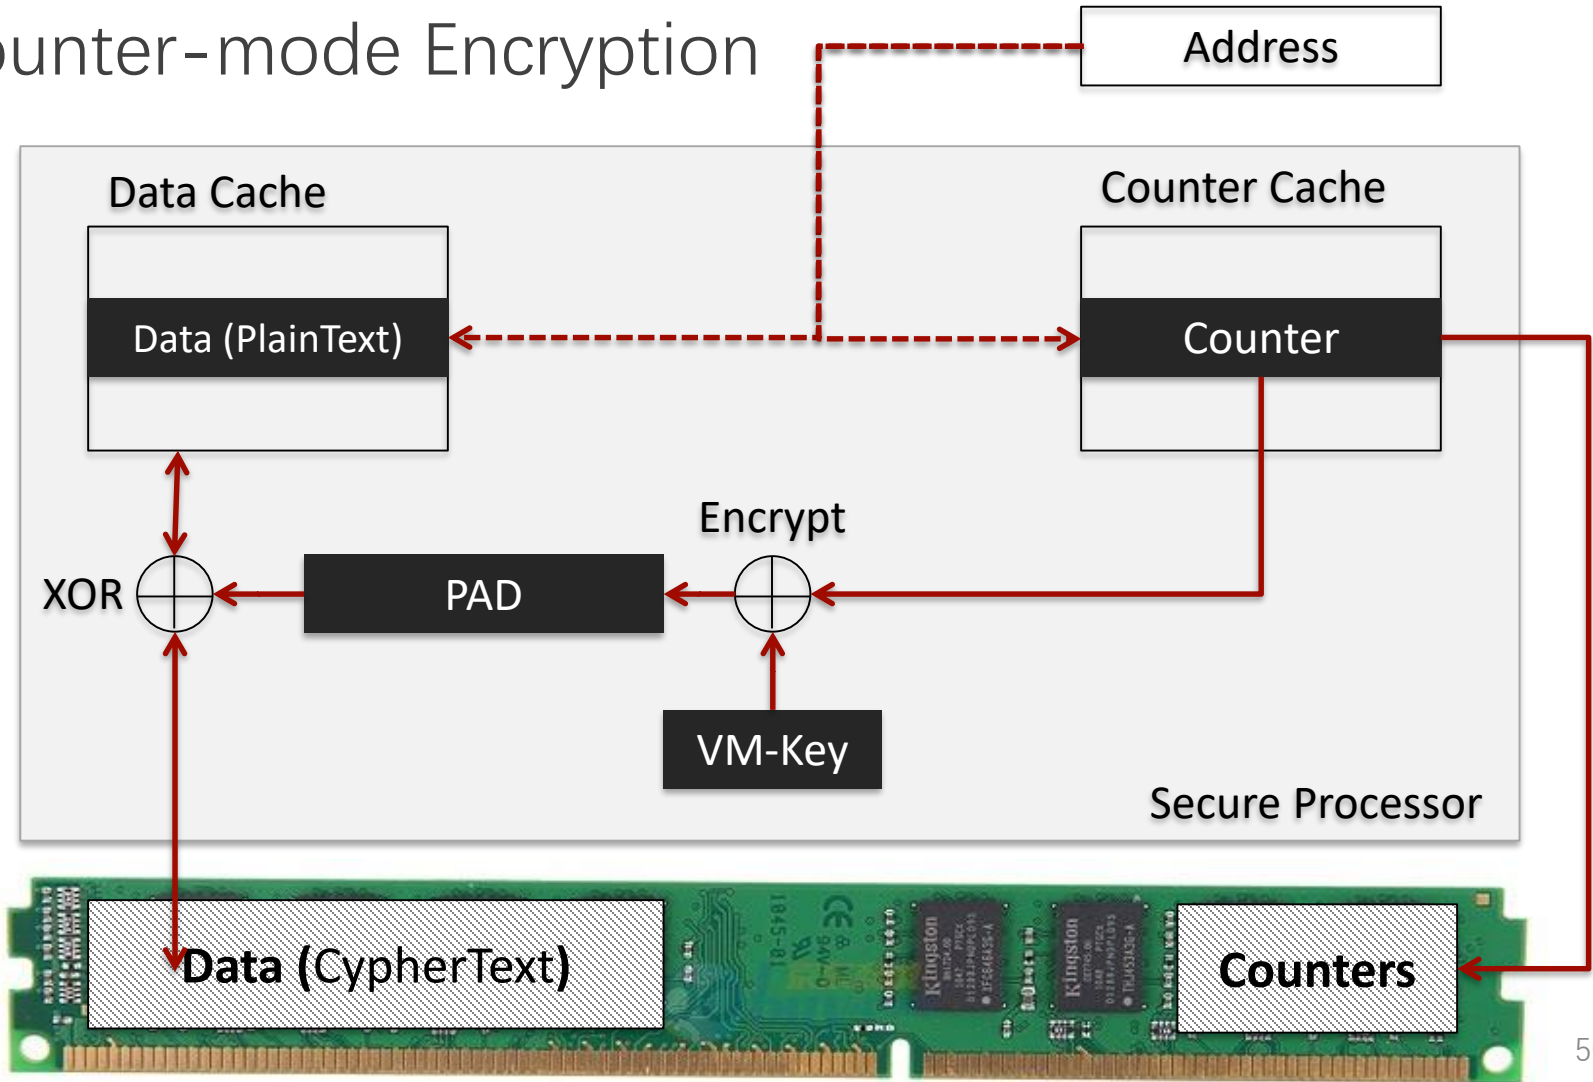 ounter-mode Encryption
Address
Data Cache
Counter Cache
Data (PlainText)
Counter
Encrypt
XOR
PAD
VM-Key
Secure Processor
Data (CypherText)
Kingston
Kingston
Counters
5